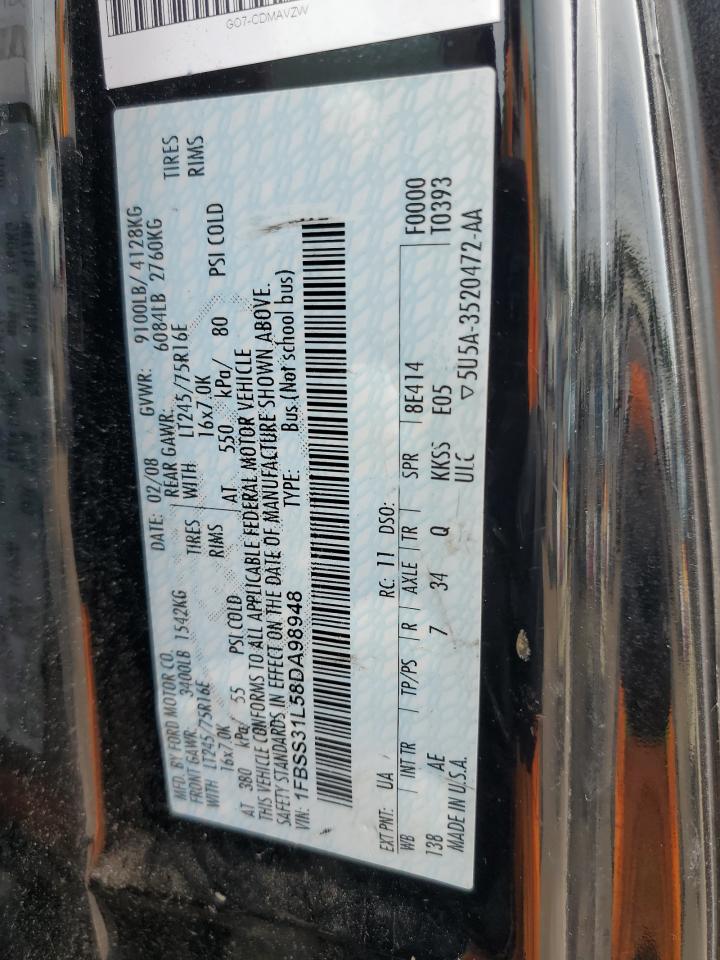 GO7-CDMAVZW
MFD. BY FORD MOTOR CO.
DATE: 02/08 GVWR: 9100LB/ 4128KG
FRONT GAWR: 3400LB 1542KG REAR GAWR: 6084LB 2760KG
WITH LT245/75R16E TIRES WITH LT245/75R16E TIRES
16x7.0K RIMS 16x7.0K RIMS
AT 380 kPa/ 55 PSI COLD AT 550 kPa/ 80 PSI COLD
THIS VEHICLE CONFORMS TO ALL APPLICABLE FEDERAL MOTOR VEHICLE
SAFETY STANDARDS IN EFFECT ON THE DATE OF MANUFACTURE SHOWN ABOVE.
VIN: 1FBSS31L58DA98948 TYPE: Bus (Not school bus)
EXT PNT: UA RC: 11 DSO: F0000
T0393
WB INT TR TP/PS R AXLE TR SPR 8E414
138 AE 7 34 Q KKSS E05
MADE IN U.S.A. UIC ▽5U5A-3520472-AA